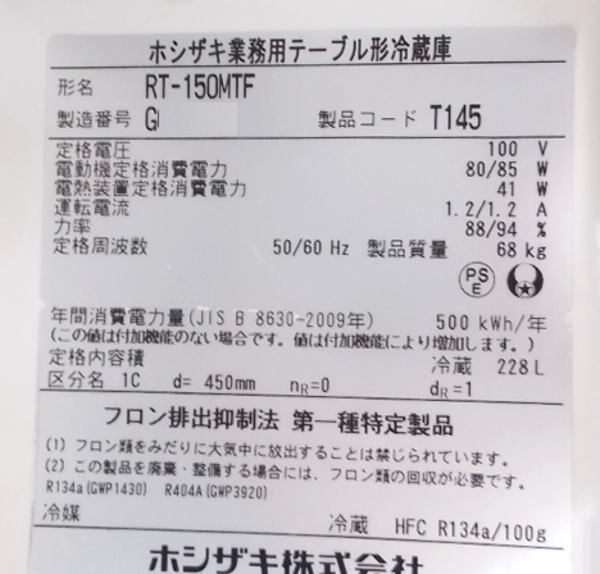 ホシザキ業務用テーブル形冷蔵庫
形名 RT-150MTF
製造番号 G 製品コード T145
定格電圧 100 V
電動機定格消費電力 80/85 W
電熱装置定格消費電力 41 W
運転電流 1.2/1.2 A
力率 88/94 %
定格周波数 50/60 Hz 製品質量 68 kg
PS E
年間消費電力量(JIS B 8630-2009年) 500 kWh/年
(この値は付加機能のない場合です。値は付加機能により増加します。)
定格内容積 冷蔵 228 L
区分名 1C d= 450mm nR=0 dR=1
フロン排出抑制法 第一種特定製品
(1) フロン類をみだりに大気中に放出することは禁じられています。
(2) この製品を廃棄・整備する場合には、フロン類の回収が必要です。
R134a(GWP1430) R404A(GWP3920)
冷媒 冷蔵 HFC R134a/100g
ホシザキ株式会社